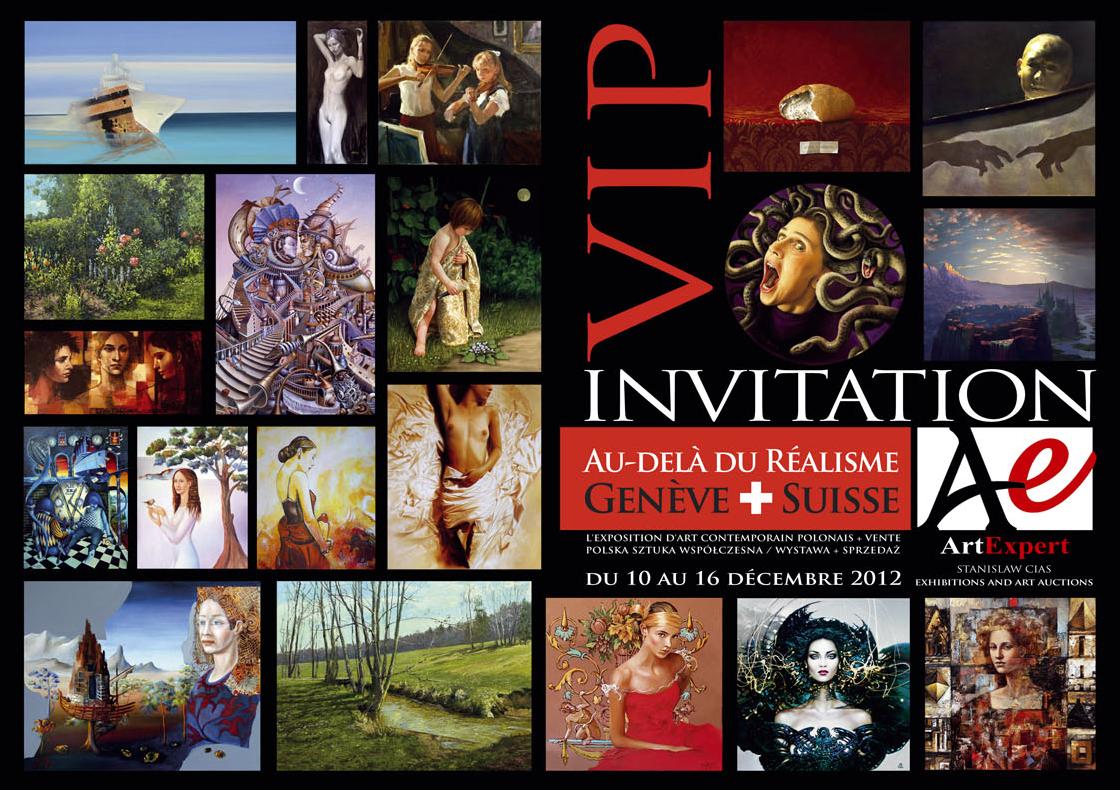 VIP
INVITATION
AU-DELÀ DU RÉALISME
GENÈVE + SUISSE
L'EXPOSITION D'ART CONTEMPORAIN POLONAIS + VENTE
POLSKA SZTUKA WSPÓŁCZESNA / WYSTAWA + SPRZEDAŻ
DU 10 AU 16 DÉCEMBRE 2012
Ae
ArtExpert
STANISLAW CIAS
EXHIBITIONS AND ART AUCTIONS